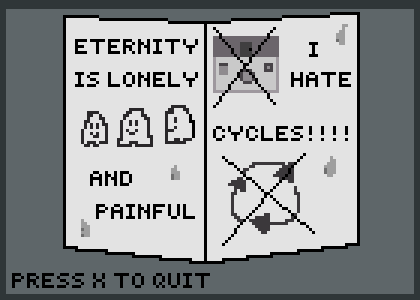 ETERNITY
IS LONELY
AND
PAINFUL
I
HATE
CYCLES!!!!
PRESS X TO QUIT